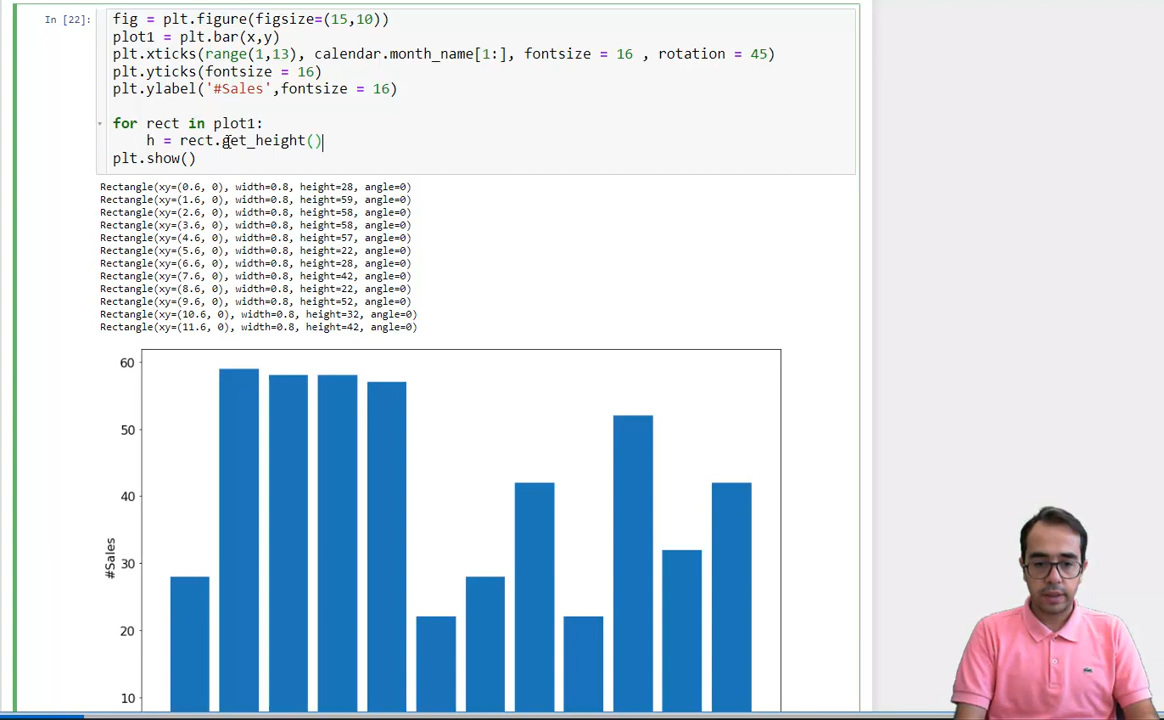 In [22]:
fig = plt.figure(figsize=(15,10))
plot1 = plt.bar(x,y)
plt.xticks(range(1,13), calendar.month_name[1:], fontsize = 16 , rotation = 45)
plt.yticks(fontsize = 16)
plt.ylabel('#Sales',fontsize = 16)
for rect in plot1:
h = rect.get_height()
plt.show()
Rectangle(xy=(0.6, 0), width=0.8, height=28, angle=0)
Rectangle(xy=(1.6, 0), width=0.8, height=59, angle=0)
Rectangle(xy=(2.6, 0), width=0.8, height=58, angle=0)
Rectangle(xy=(3.6, 0), width=0.8, height=58, angle=0)
Rectangle(xy=(4.6, 0), width=0.8, height=57, angle=0)
Rectangle(xy=(5.6, 0), width=0.8, height=22, angle=0)
Rectangle(xy=(6.6, 0), width=0.8, height=28, angle=0)
Rectangle(xy=(7.6, 0), width=0.8, height=42, angle=0)
Rectangle(xy=(8.6, 0), width=0.8, height=22, angle=0)
Rectangle(xy=(9.6, 0), width=0.8, height=52, angle=0)
Rectangle(xy=(10.6, 0), width=0.8, height=32, angle=0)
Rectangle(xy=(11.6, 0), width=0.8, height=42, angle=0)
60
50
40
30
20
10
#Sales